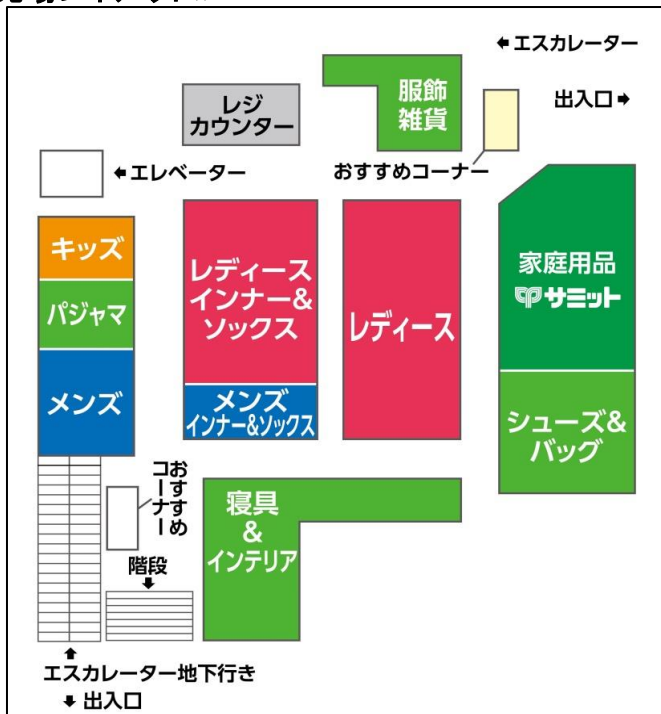 ←エスカレーター
服飾
雑貨
出入口→
レジ
カウンター
おすすめコーナー
←エレベーター
キッズ
パジャマ
メンズ
レディース
インナー&
ソックス
メンズ
インナー&ソックス
レディース
家庭用品
サミット
シューズ&
バッグ
おすすめ
コーナー
寝具
&
インテリア
階段
↓
↑
エスカレーター地下行き
↓出入口